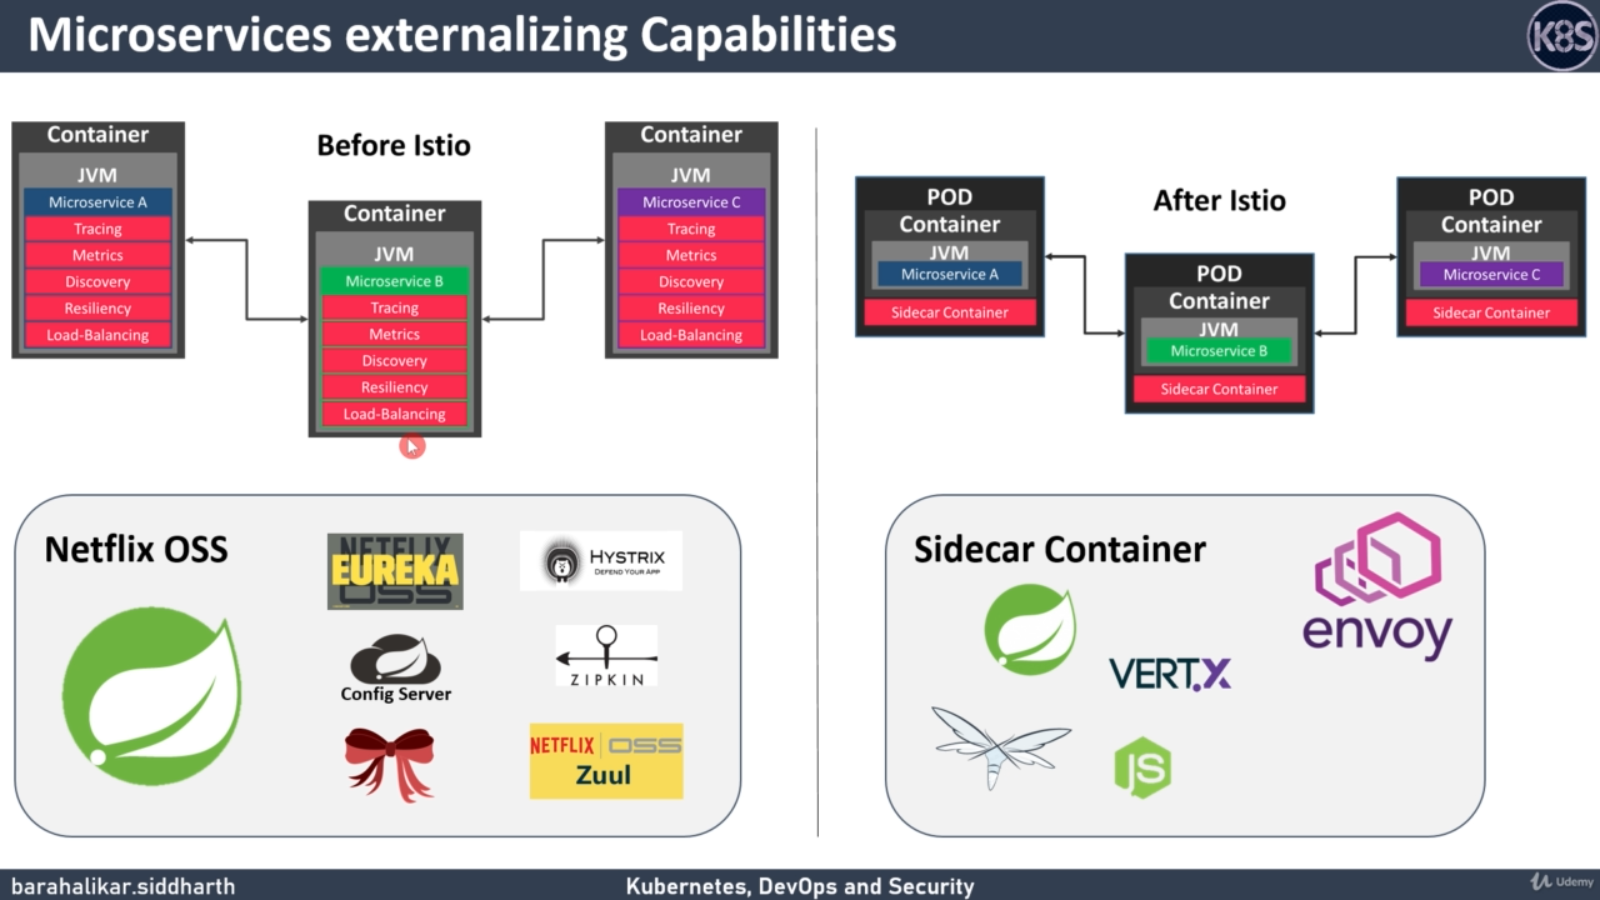 Microservices externalizing Capabilities
K8S
Before Istio
Container
JVM
Microservice A
Tracing
Metrics
Discovery
Resiliency
Load-Balancing
Container
JVM
Microservice B
Tracing
Metrics
Discovery
Resiliency
Load-Balancing
Container
JVM
Microservice C
Tracing
Metrics
Discovery
Resiliency
Load-Balancing
After Istio
POD
Container
JVM
Microservice A
Sidecar Container
POD
Container
JVM
Microservice B
Sidecar Container
POD
Container
JVM
Microservice C
Sidecar Container
Netflix OSS
NETFLIX
EUREKA
OSS
HYSTRIX
DEFEND YOUR APP
Config Server
ZIPKIN
NETFLIX | OSS
Zuul
Sidecar Container
envoy
VERT.X
JS
barahalikar.siddharth
Kubernetes, DevOps and Security
Udemy